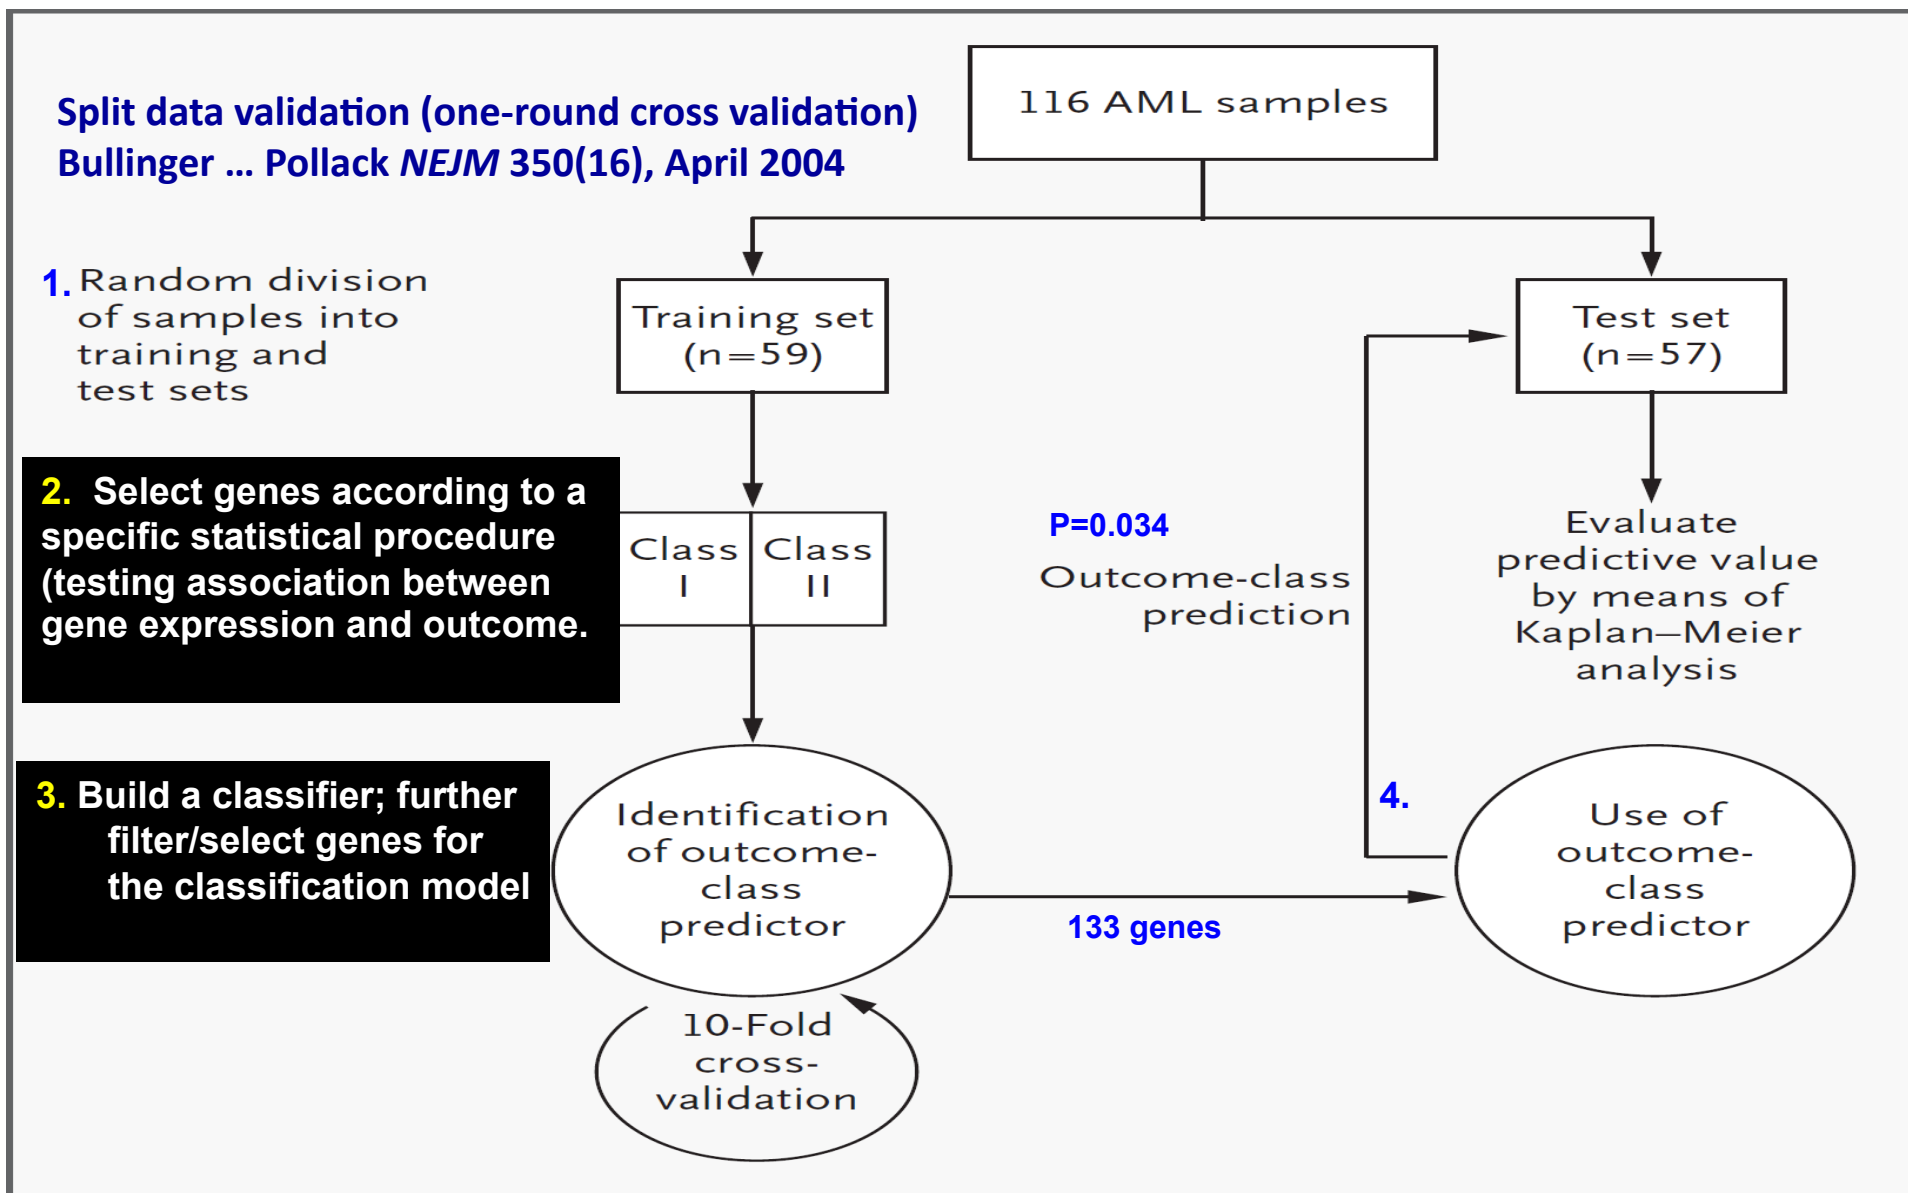 Split data validation (one-round cross validation)
Bullinger ... Pollack NEJM 350(16), April 2004
116 AML samples
1. Random division
of samples into
training and
test sets
Training set
(n=59)
Test set
(n=57)
2. Select genes according to a
specific statistical procedure
(testing association between
gene expression and outcome.
Class
I
Class
II
P=0.034
Outcome-class
prediction
Evaluate
predictive value
by means of
Kaplan–Meier
analysis
3. Build a classifier; further
filter/select genes for
the classification model
Identification
of outcome-
class
predictor
133 genes
4.
Use of
outcome-
class
predictor
10-Fold
cross-
validation